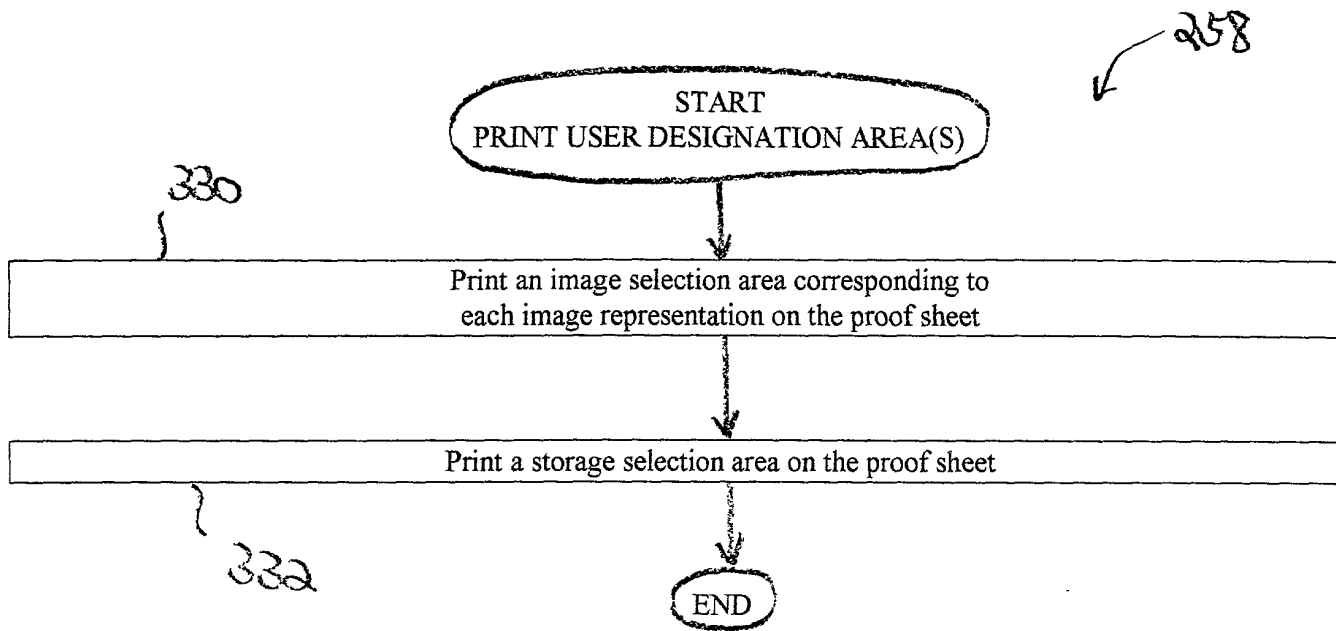 258
START
PRINT USER DESIGNATION AREA(S)
330
Print an image selection area corresponding to
each image representation on the proof sheet
Print a storage selection area on the proof sheet
332
END